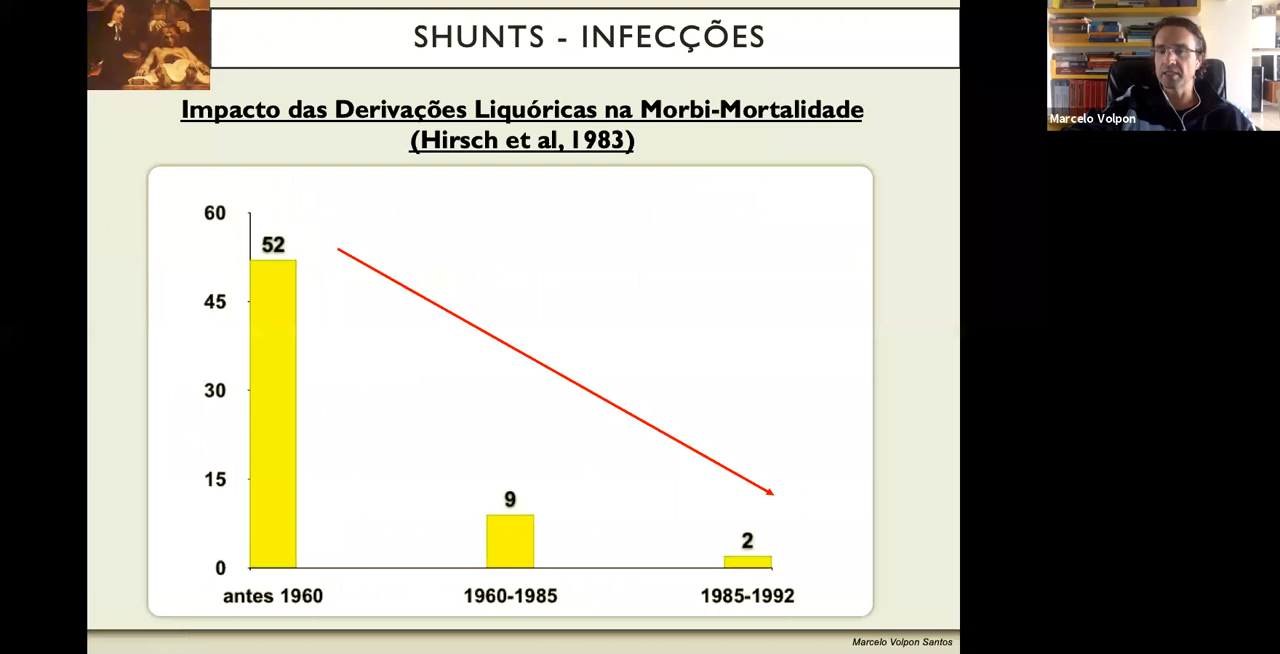 SHUNTS - INFECÇÕES
Marcelo Volpon
Impacto das Derivações Liquóricas na Morbi-Mortalidade
(Hirsch et al, 1983)
60
52
45
30
15
9
2
0
antes 1960
1960-1985
1985-1992
Marcelo Volpon Santos